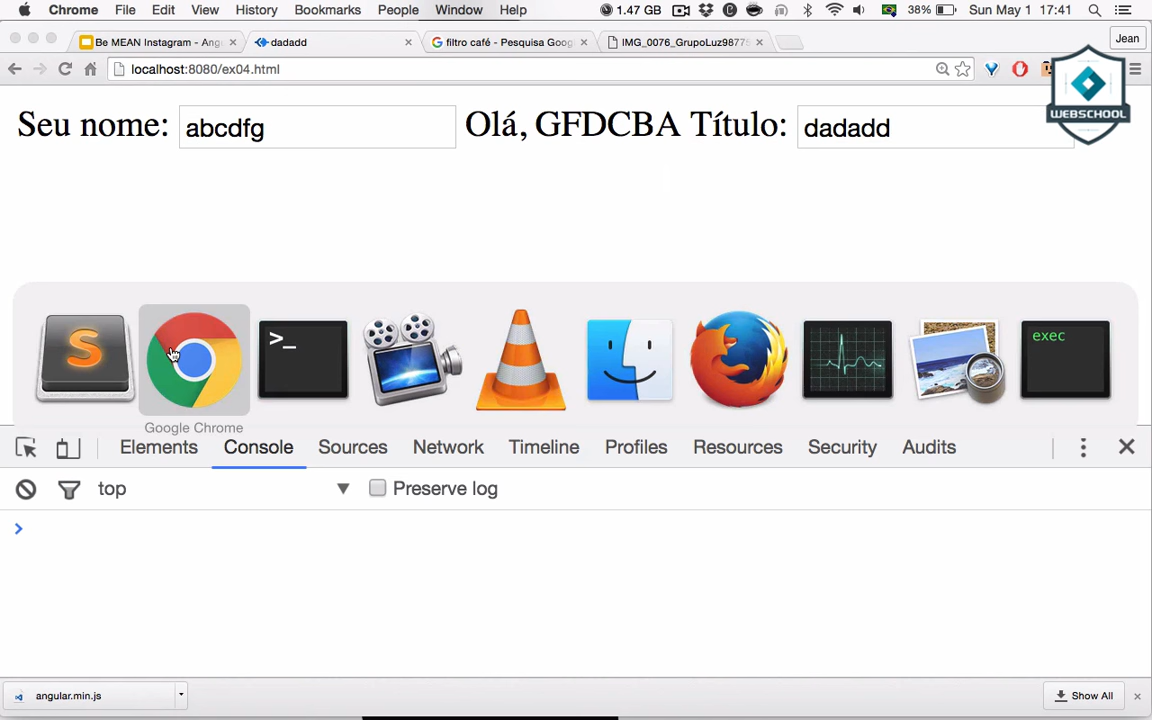 Chrome File Edit View History Bookmarks People Window Help 1.47 GB 38% Sun May 1 17:41
Be MEAN Instagram - Ang
dadadd
filtro café - Pesquisa Goog
IMG_0076_GrupoLuz9877
Jean
localhost:8080/ex04.html
WEBSCHOOL
Seu nome: abcdfg Olá, GFDCBA Título: dadadd
exec
Google Chrome
Elements Console Sources Network Timeline Profiles Resources Security Audits
top Preserve log
angular.min.js
Show All